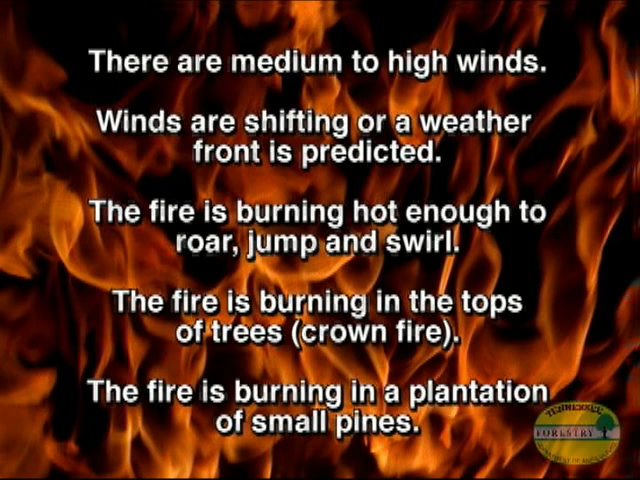 There are medium to high winds.
Winds are shifting or a weather
front is predicted.
The fire is burning hot enough to
roar, jump and swirl.
The fire is burning in the tops
of trees (crown fire).
The fire is burning in a plantation
of small pines.
TENNESSEE
FORESTRY